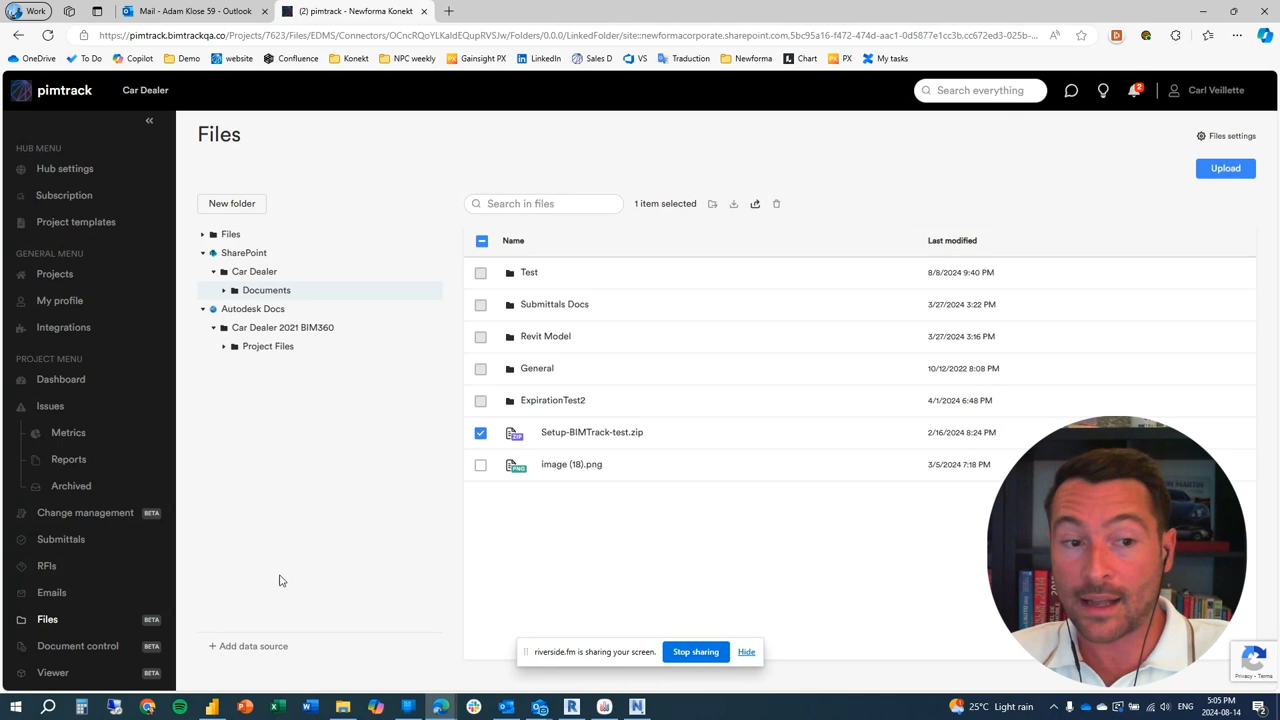 Work
Mail - Adam Klose 59 - Outlook
(2) pimtrack - Newforma Konekt
https://pimtrack.bimtrackqa.co/Projects/7623/Files/EDMS/Connectors/OCncRQoYLKaIdEQupRVSJw/Folders/0.0.0/LinkedFolder/site::newformacorporate.sharepoint.com,5bc95a16-f472-474d-aac1-0d5877e1cc3b,cc672ed3-025b-...
OneDrive To Do Copilot Demo website Confluence Konekt NPC weekly Gainsight PX LinkedIn Sales D VS Traduction Newforma Chart PX My tasks
pimtrack Car Dealer Search everything 2 Carl Veillette
HUB MENU
Hub settings
Subscription
Project templates
GENERAL MENU
Projects
My profile
Integrations
PROJECT MENU
Dashboard
Issues
Metrics
Reports
Archived
Change management BETA
Submittals
RFIs
Emails
Files BETA
Document control BETA
Viewer BETA
Files
Files settings
Upload
New folder
Files
SharePoint
Car Dealer
Documents
Autodesk Docs
Car Dealer 2021 BIM360
Project Files
+ Add data source
Search in files 1 item selected
Name Last modified
Test 8/8/2024 9:40 PM
Submittals Docs 3/27/2024 3:22 PM
Revit Model 3/27/2024 3:16 PM
General 10/12/2022 8:08 PM
ExpirationTest2 4/1/2024 6:48 PM
ZIP Setup-BIMTrack-test.zip 2/16/2024 8:24 PM
PNG image (18).png 3/5/2024 7:18 PM
riverside.fm is sharing your screen. Stop sharing Hide
Privacy - Terms
25°C Light rain
ENG
5:05 PM
2024-08-14
2